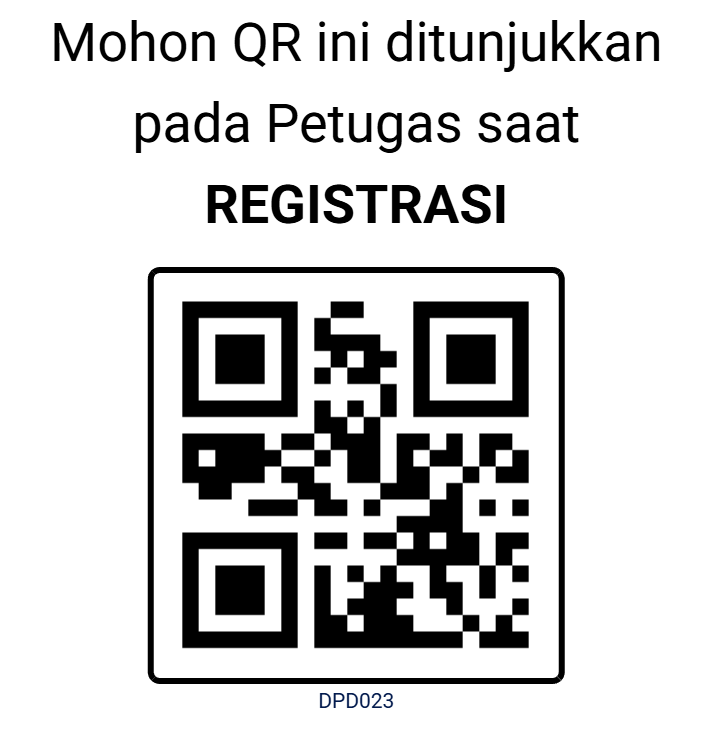 Mohon QR ini ditunjukkan
pada Petugas saat
REGISTRASI
DPD023